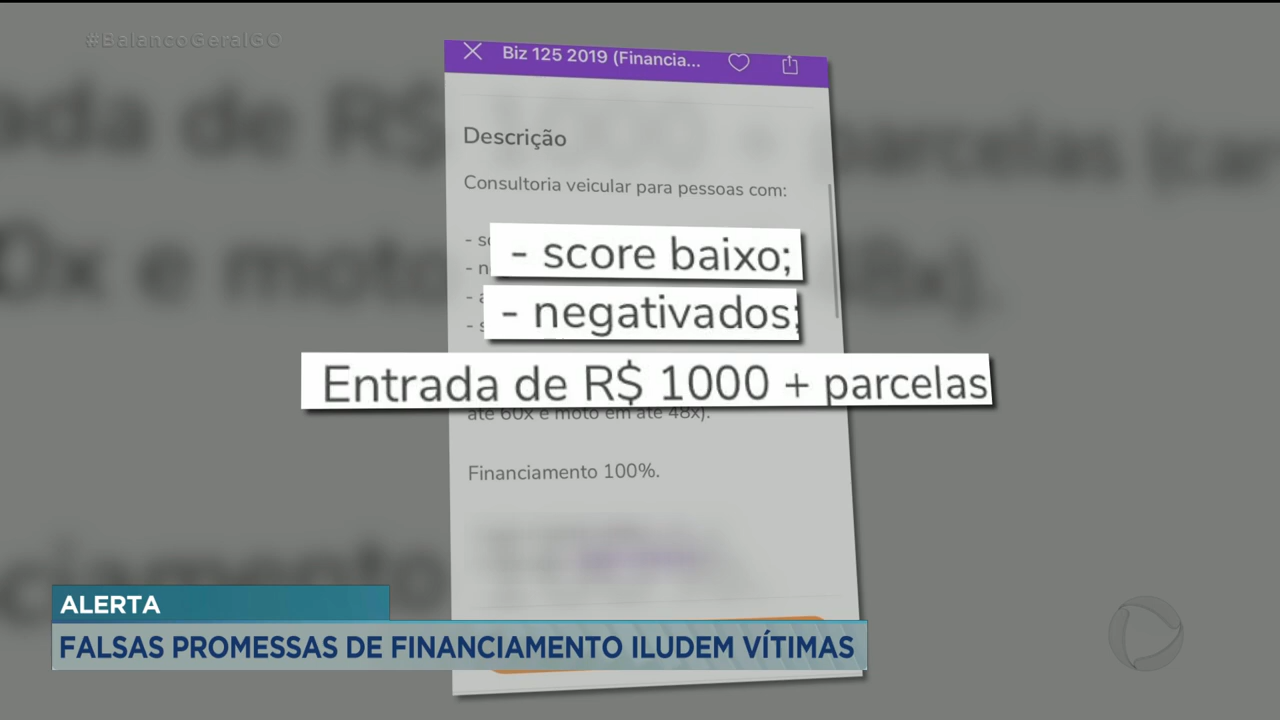 #BalancoGeralGO
Biz 125 2019 (Financia...
Descrição
Consultoria veicular para pessoas com:
- score baixo;
- negativados;
Entrada de R$ 1000 + parcelas
até 60x e moto em até 48x).
Financiamento 100%.
ALERTA
FALSAS PROMESSAS DE FINANCIAMENTO ILUDEM VÍTIMAS